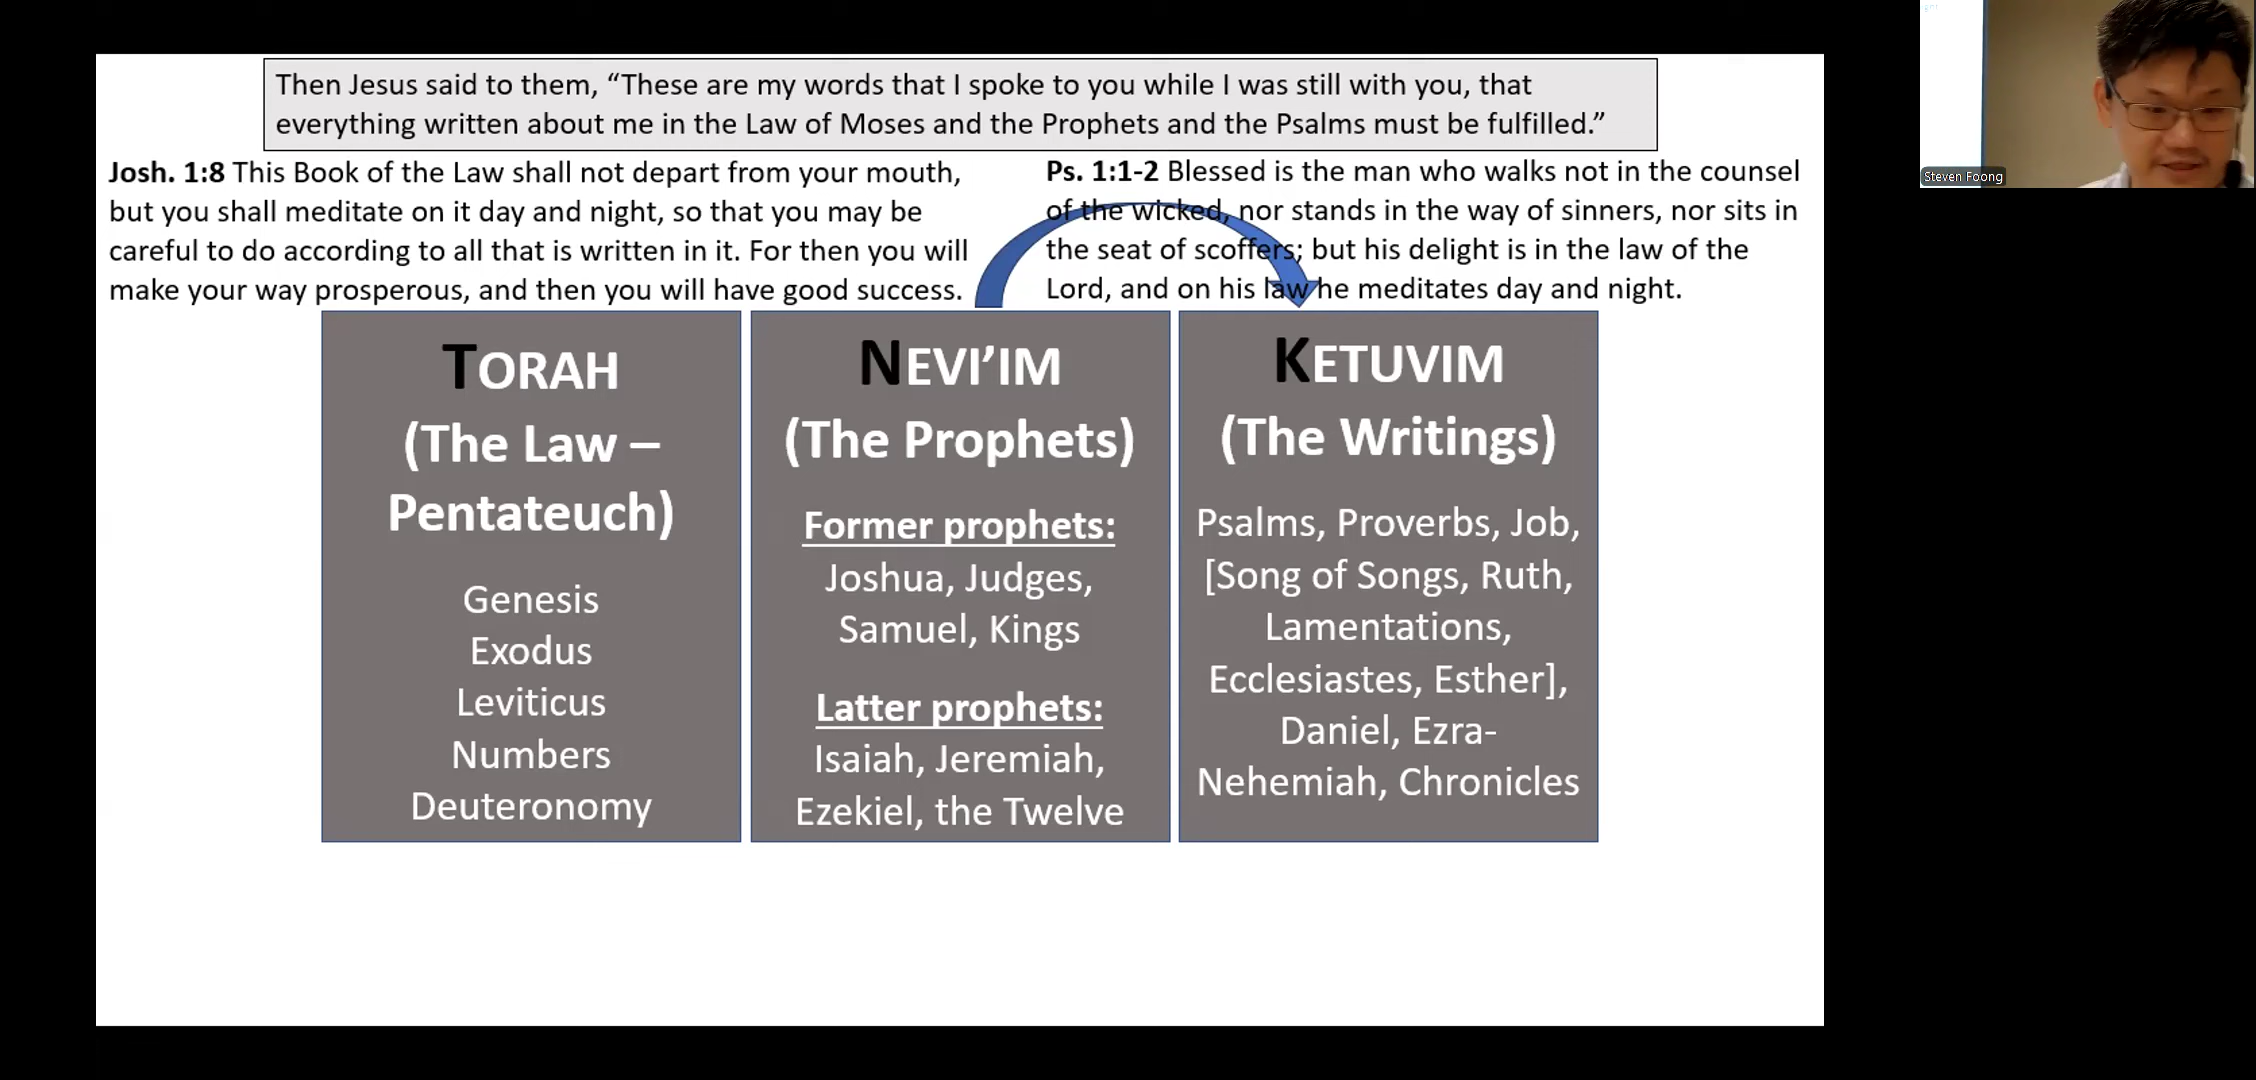 Then Jesus said to them, “These are my words that I spoke to you while I was still with you, that
everything written about me in the Law of Moses and the Prophets and the Psalms must be fulfilled.”
Josh. 1:8 This Book of the Law shall not depart from your mouth,
but you shall meditate on it day and night, so that you may be
careful to do according to all that is written in it. For then you will
make your way prosperous, and then you will have good success.
Ps. 1:1-2 Blessed is the man who walks not in the counsel
of the wicked, nor stands in the way of sinners, nor sits in
the seat of scoffers; but his delight is in the law of the
Lord, and on his law he meditates day and night.
TORAH
(The Law –
Pentateuch)
Genesis
Exodus
Leviticus
Numbers
Deuteronomy
NEVI’IM
(The Prophets)
Former prophets:
Joshua, Judges,
Samuel, Kings
Latter prophets:
Isaiah, Jeremiah,
Ezekiel, the Twelve
KETUVIM
(The Writings)
Psalms, Proverbs, Job,
[Song of Songs, Ruth,
Lamentations,
Ecclesiastes, Esther],
Daniel, Ezra-
Nehemiah, Chronicles
Steven Foong